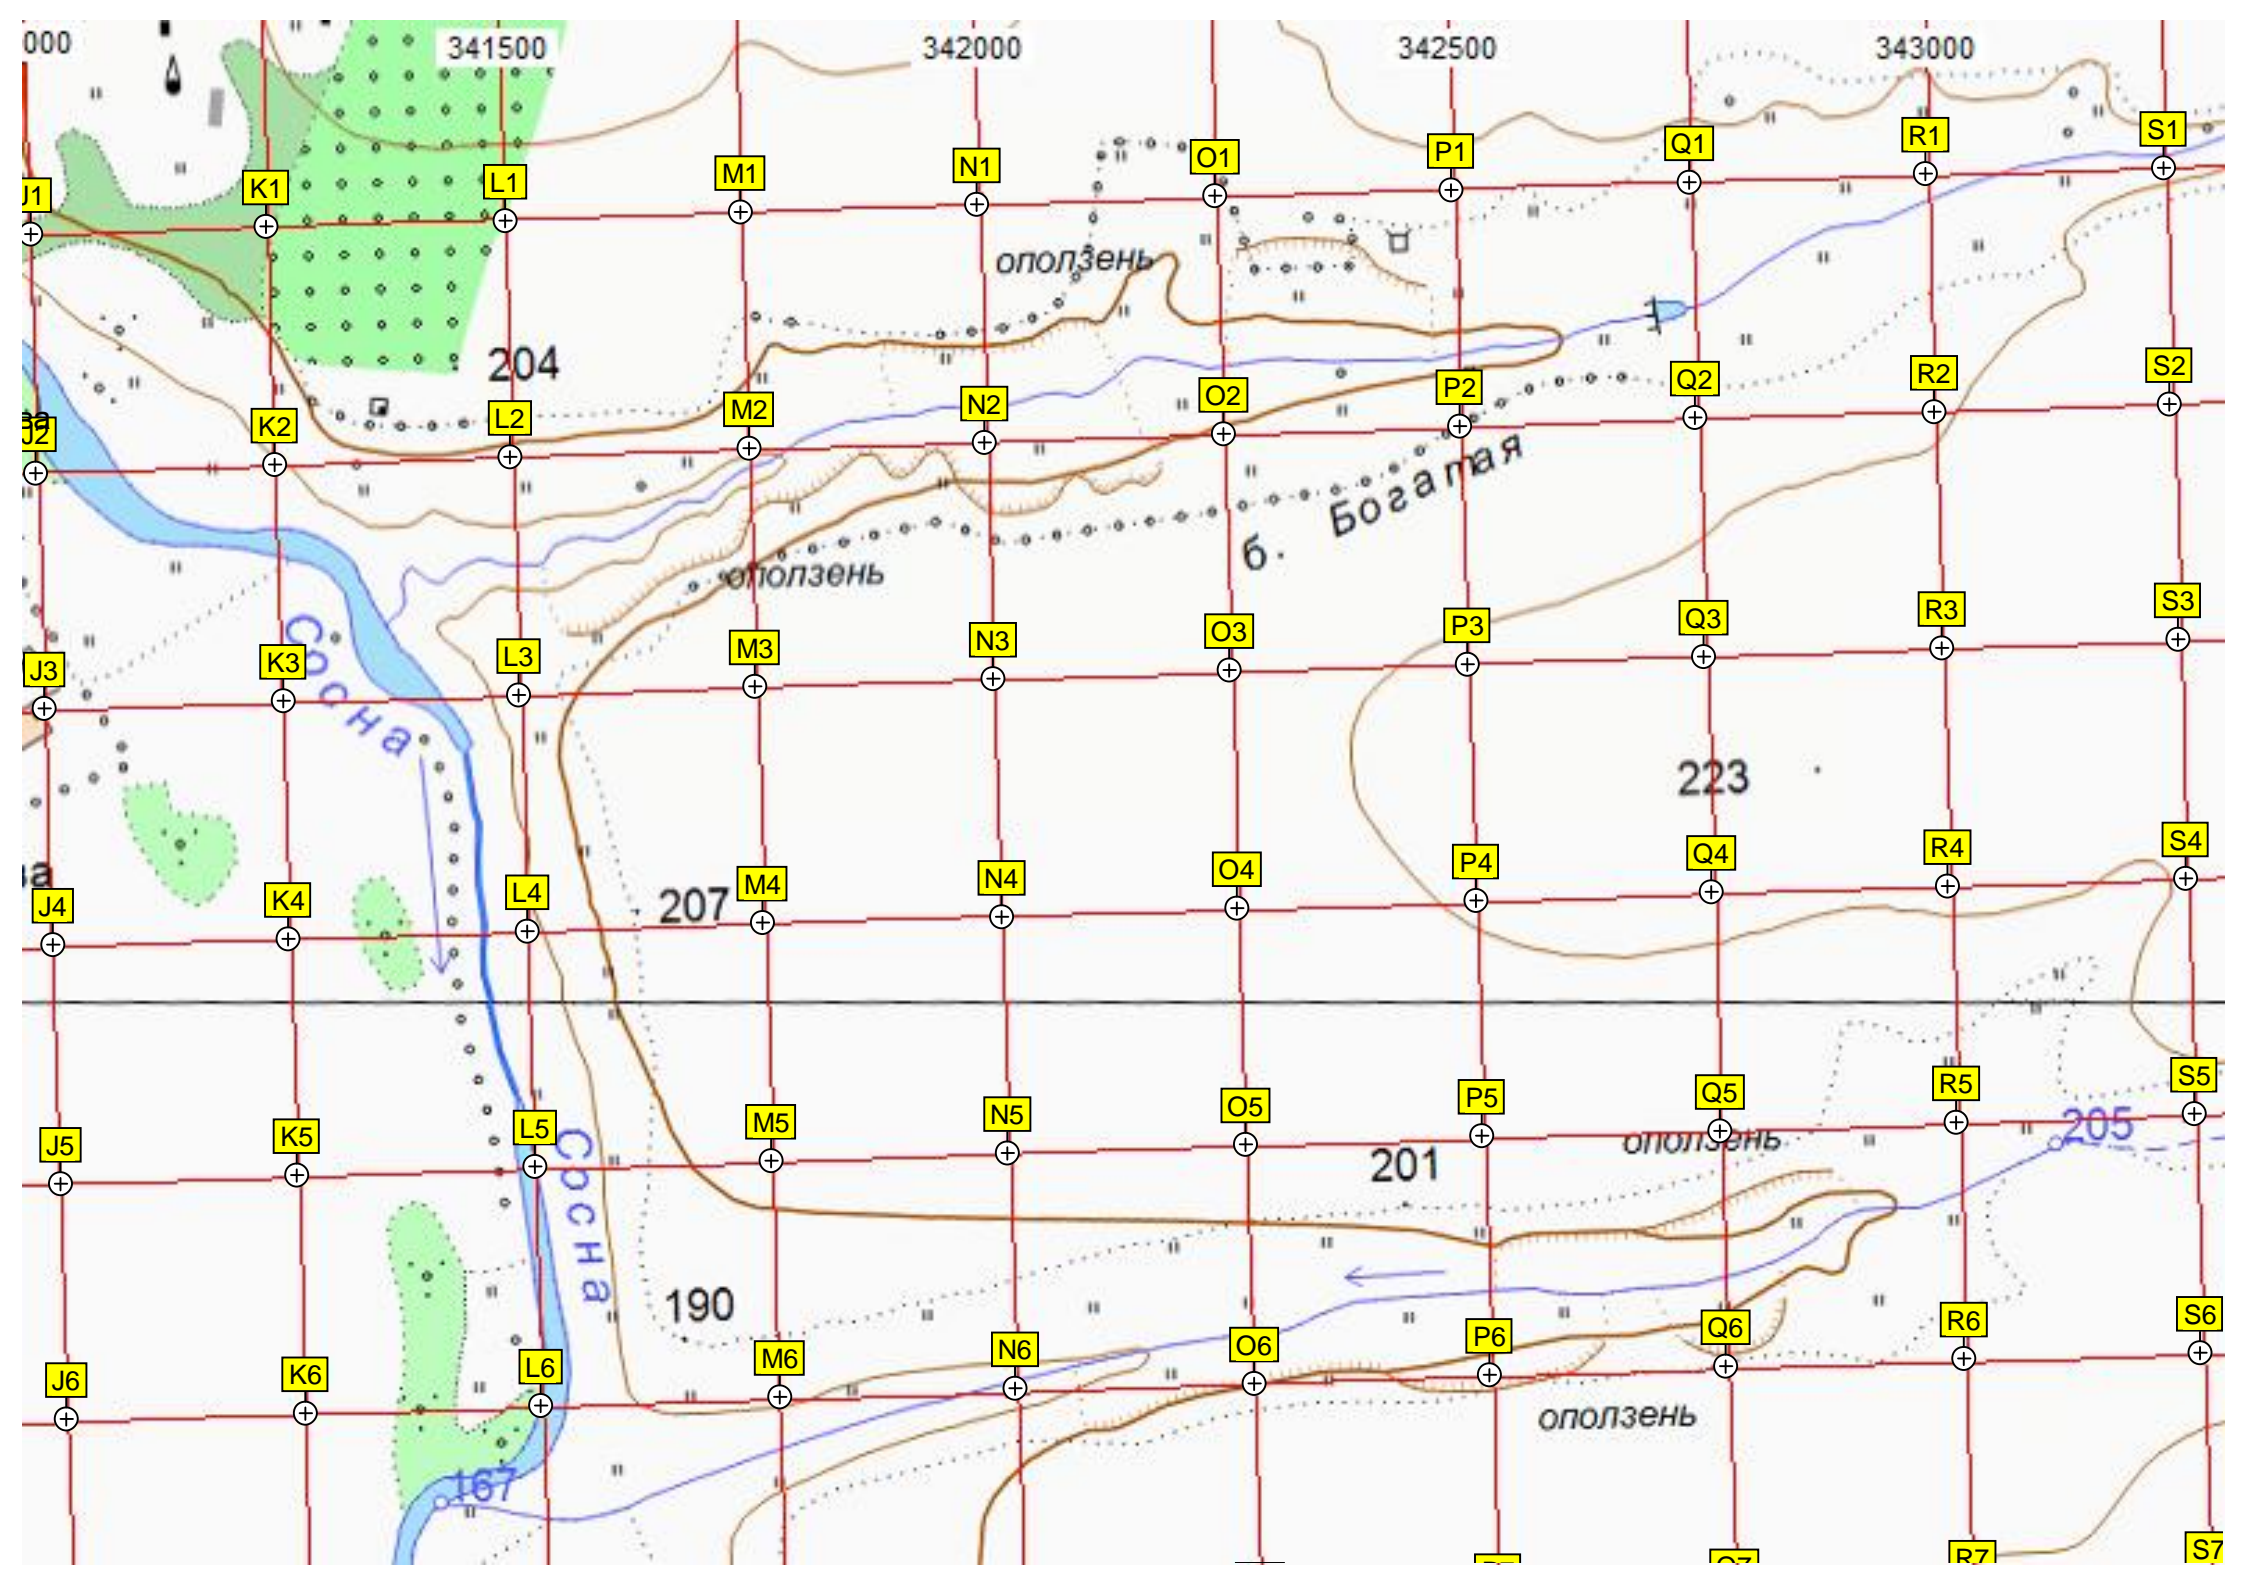 000 341500 342000 342500 343000
J1 K1 L1 M1 N1 O1 P1 Q1 R1 S1
оползень
204
J2 K2 L2 M2 N2 O2 P2 Q2 R2 S2
ва
б. Богатая
оползень
Сосна
J3 K3 L3 M3 N3 O3 P3 Q3 R3 S3
223
ва
207
J4 K4 L4 M4 N4 O4 P4 Q4 R4 S4
J5 K5 L5 M5 N5 O5 P5 Q5 R5 S5
205
оползень
201
Сосна
190
J6 K6 L6 M6 N6 O6 P6 Q6 R6 S6
оползень
167
R7 S7